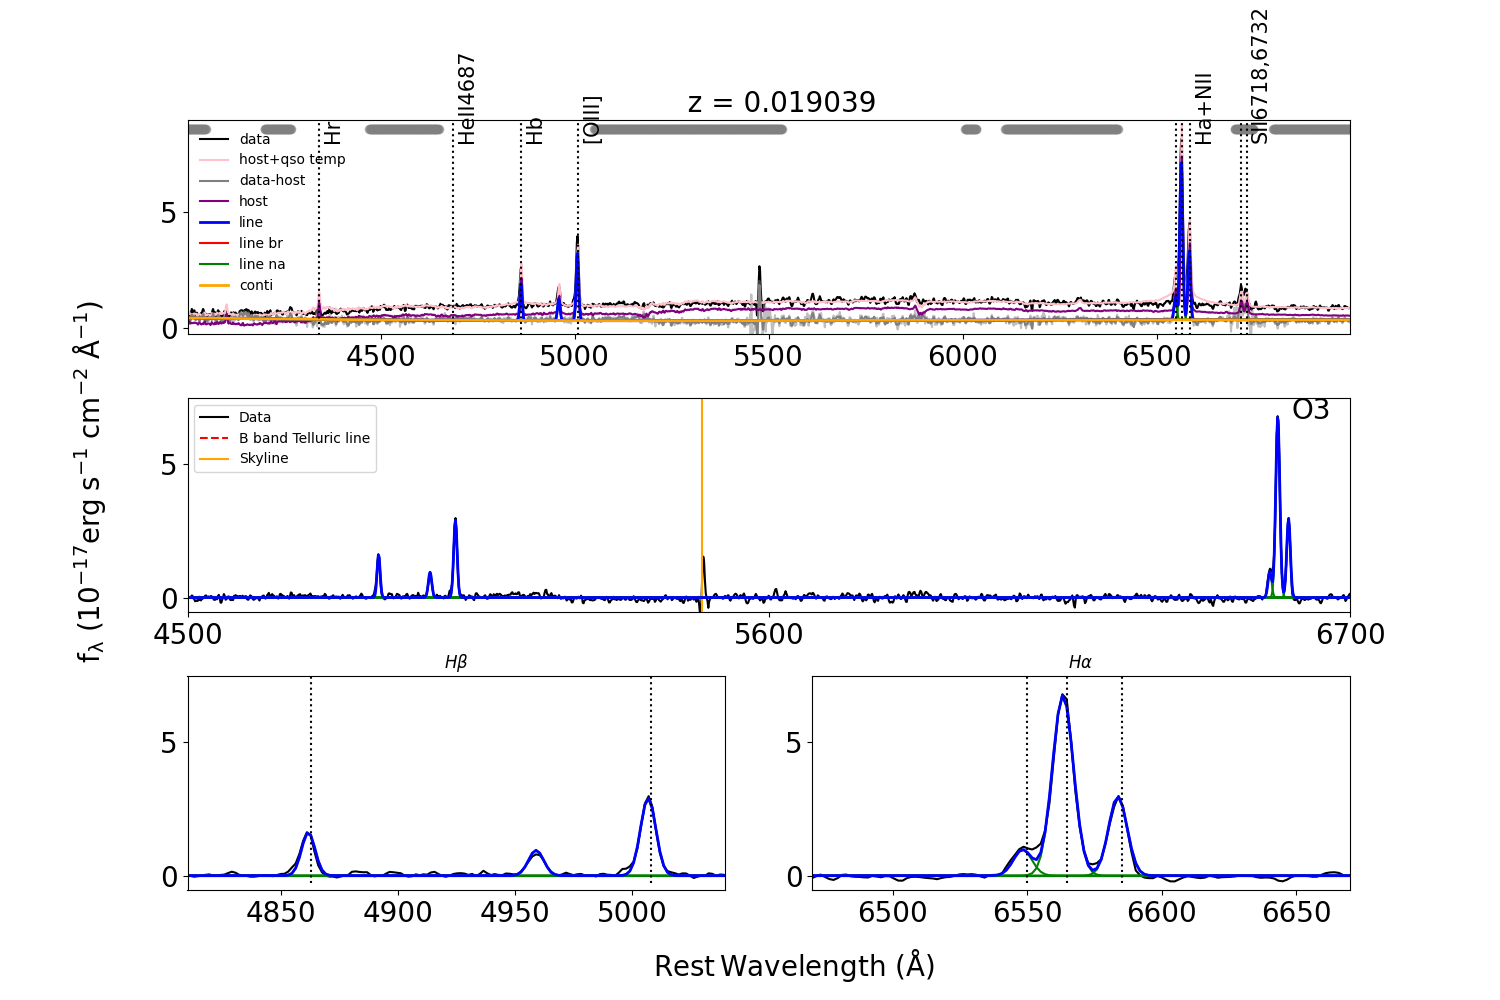 z = 0.019039
Hr
HeII4687
Hb
[OIII]
Ha+NII
SII6718,6732
data
host+qso temp
data-host
host
line
line br
line na
conti
5
0
4500
5000
5500
6000
6500
Data
B band Telluric line
Skyline
O3
5
0
4500
5600
6700
fλ (10⁻¹⁷erg s⁻¹ cm⁻² Å⁻¹)
Hβ
5
0
4850
4900
4950
5000
Hα
5
0
6500
6550
6600
6650
Rest Wavelength (Å)